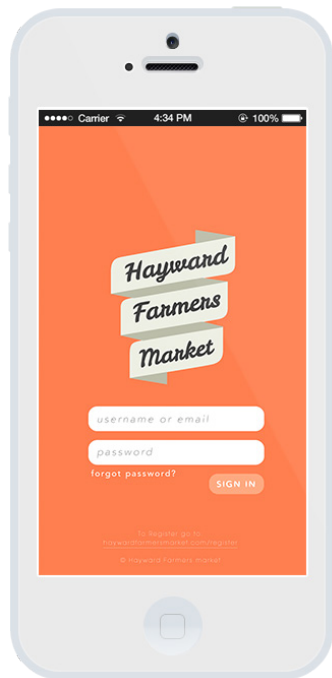 Carrier 4:34 PM 100%
Hayward
Farmers
Market
username or email
password
forgot password?
SIGN IN
To Register go to
haywardfarmersmarket.com/register
© Hayward Farmers market